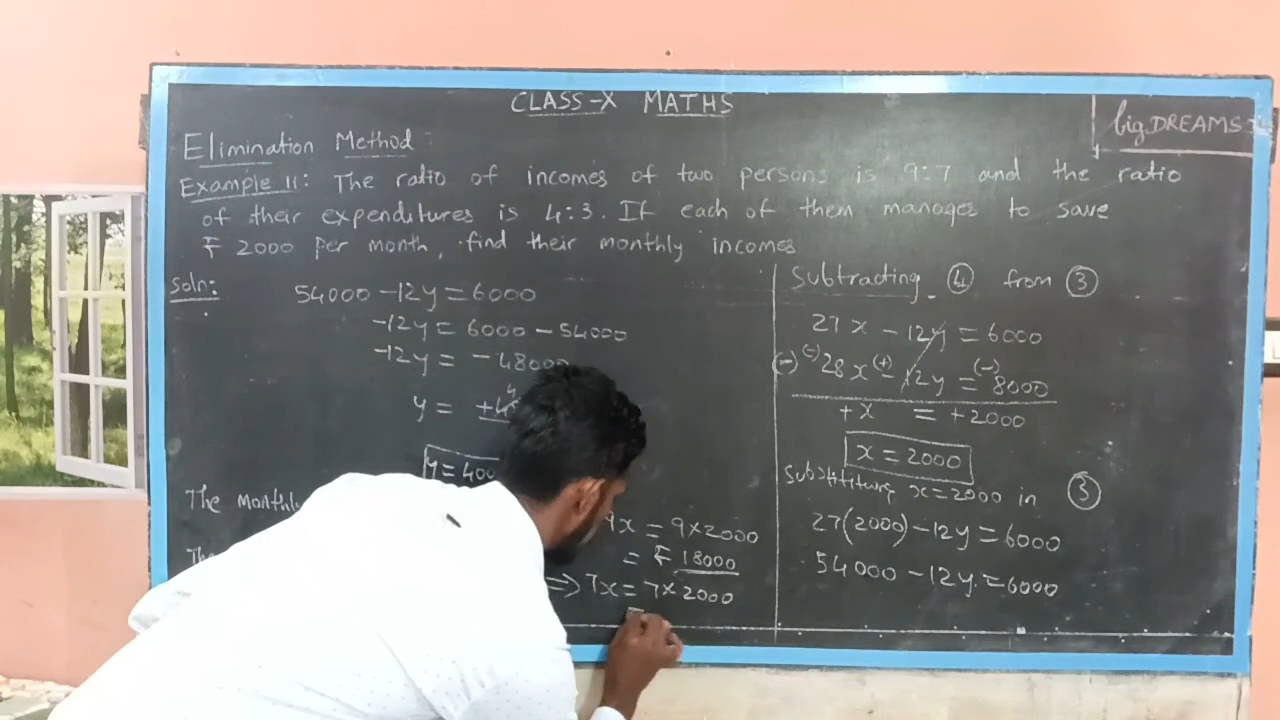 CLASS-X MATHS
big DREAMS
Elimination Method:
Example 11: The ratio of incomes of two persons is 9:7 and the ratio
of their expenditures is 4:3. If each of them manages to save
₹ 2000 per month, find their monthly incomes
Soln:
54000 - 12y = 6000
-12y = 6000 - 54000
-12y = -48000
y =
y = 400
The monthly
9x = 9×2000
= ₹ 18000
=> 7x = 7×2000
=
Subtracting ④ from ③
27x - 12y = 6000
(-) (-) 28x (+) - 12y = (-) 8000
+x = +2000
x = 2000
Substituting x=2000 in ③
27(2000) - 12y = 6000
54000 - 12y = 6000